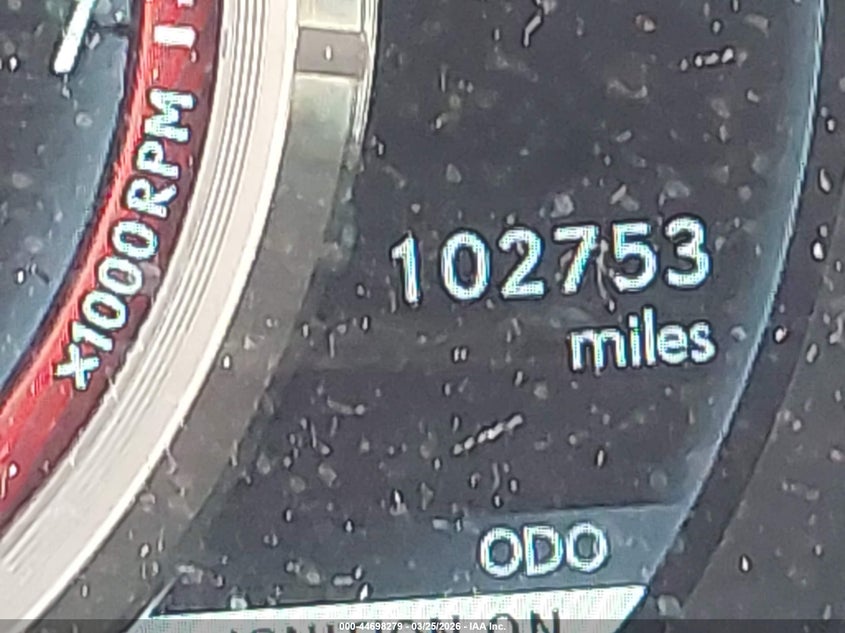 x1000RPM
102753
miles
ODO
000-44698279 - 03/25/2026 - IAA Inc.